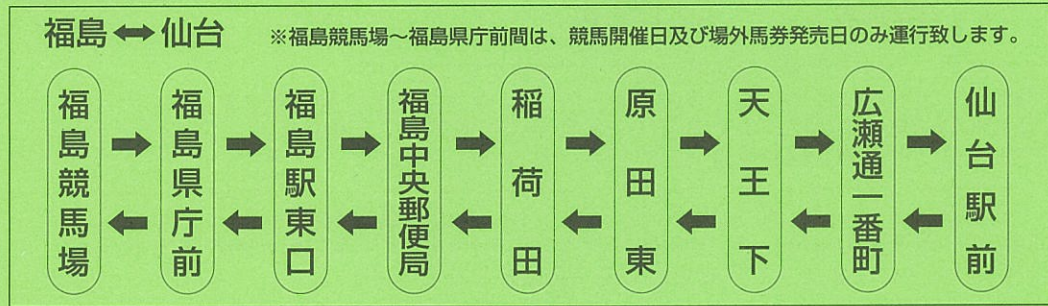 福島⟷仙台
※福島競馬場〜福島県庁前間は、競馬開催日及び場外馬券発売日のみ運行致します。
福島競馬場
福島県庁前
福島駅東口
福島中央郵便局
稲荷田
原田東
天王下
広瀬通一番町
仙台駅前